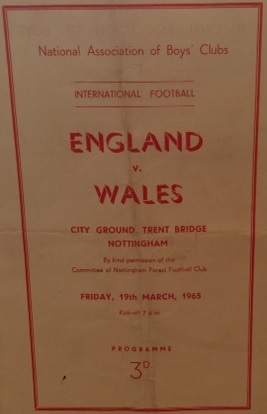 National Association of Boys' Clubs
INTERNATIONAL FOOTBALL
ENGLAND
v.
WALES
CITY GROUND, TRENT BRIDGE
NOTTINGHAM
By kind permission of the
Committee of Nottingham Forest Football Club
FRIDAY, 19th MARCH, 1965
Kick-off 7 p.m.
PROGRAMME
3D.